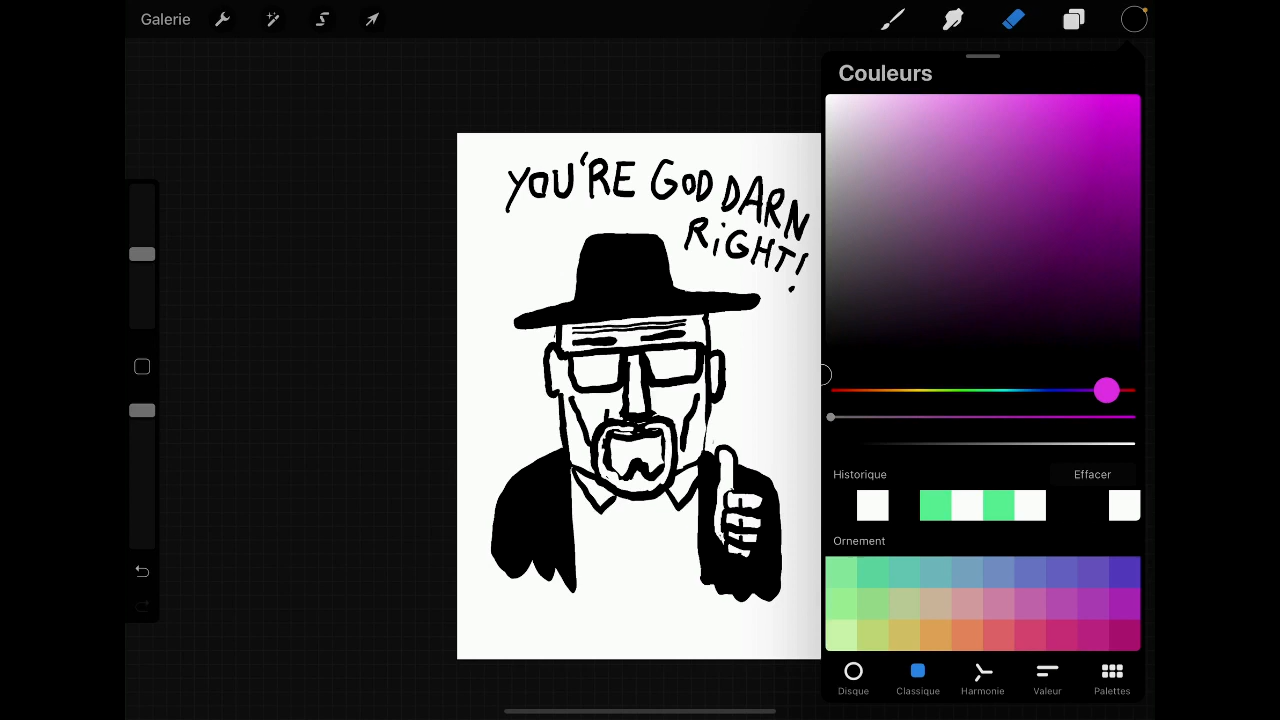 Galerie
Couleurs
YOU'RE GOD DARN
RiGHT!
Historique
Effacer
Ornement
Disque
Classique
Harmonie
Valeur
Palettes